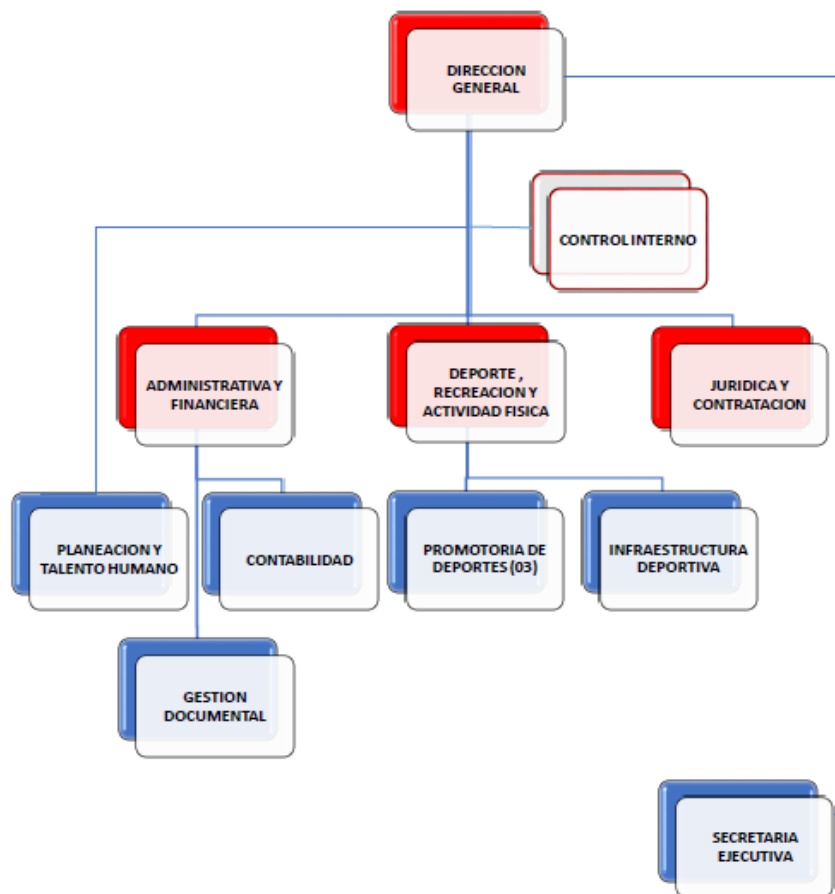 DIRECCION
GENERAL
CONTROL INTERNO
ADMINISTRATIVA Y
FINANCIERA
DEPORTE ,
RECREACION Y
ACTIVIDAD FISICA
JURIDICA Y
CONTRATACION
PLANEACION Y
TALENTO HUMANO
CONTABILIDAD
PROMOTORIA DE
DEPORTES (03)
INFRAESTRUCTURA
DEPORTIVA
GESTION
DOCUMENTAL
SECRETARIA
EJECUTIVA